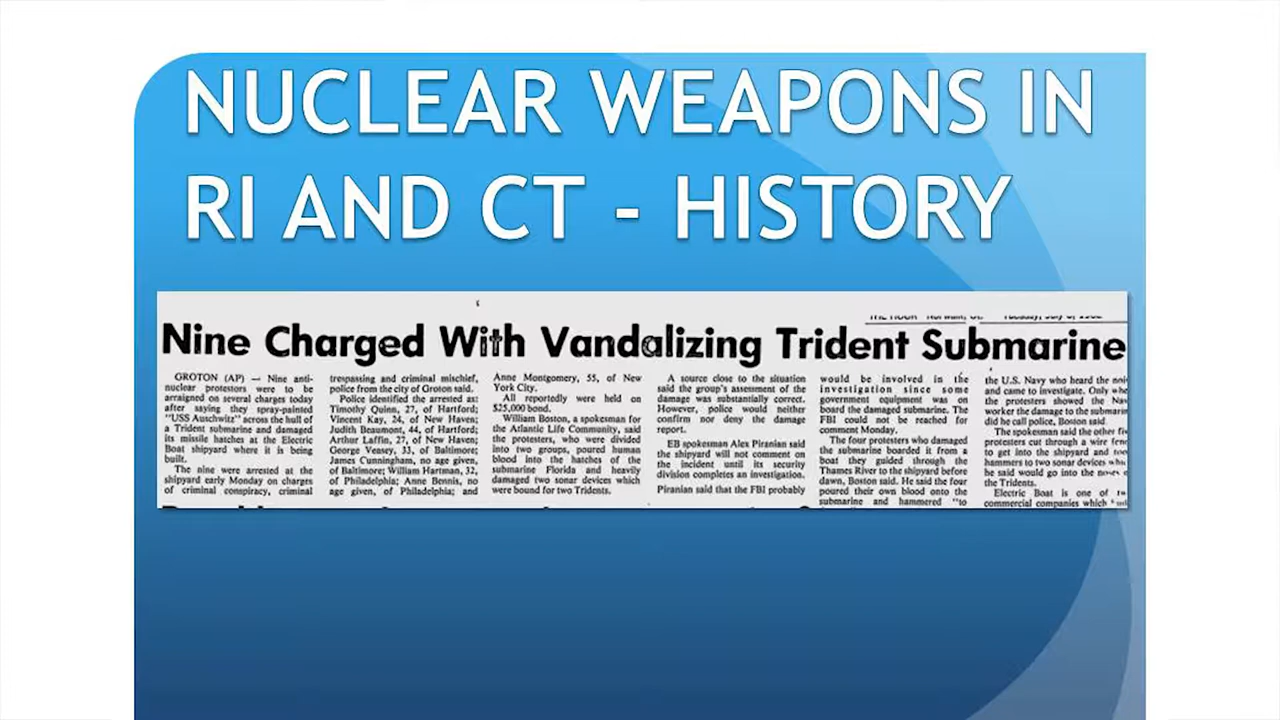 NUCLEAR WEAPONS IN
RI AND CT - HISTORY
Nine Charged With Vandalizing Trident Submarine
GROTON (AP) — Nine anti-
nuclear protestors were to be
arraigned on several charges today
after saying they spray-painted
"USS Auschwitz" across the hull of
a Trident submarine and damaged
its missile hatches at the Electric
Boat shipyard where it is being
built.
The nine were arrested at the
shipyard early Monday on charges
of criminal conspiracy, criminal
trespassing and criminal mischief,
police from the city of Groton said.
Police identified the arrested as:
Timothy Quinn, 27, of Hartford;
Vincent Kay, 24, of New Haven;
Judith Beaumont, 44, of Hartford;
Arthur Laffin, 27, of New Haven;
George Veasey, 33, of Baltimore;
James Cunningham, no age given,
of Baltimore; William Hartman, 32,
of Philadelphia; Anne Bennis, no
age given, of Philadelphia; and
Anne Montgomery, 55, of New
York City.
All reportedly were held on
$25,000 bond.
William Boston, a spokesman for
the Atlantic Life Community, said
the protesters, who were divided
into two groups, poured human
blood into the hatches of the
submarine Florida and heavily
damaged two sonar devices which
were bound for two Tridents.
A source close to the situation
said the group's assessment of the
damage was substantially correct.
However, police would neither
confirm nor deny the damage
report.
EB spokesman Alex Piranian said
the shipyard will not comment on
the incident until its security
division completes an investigation.
Piranian said that the FBI probably
would be involved in the
investigation since some
government equipment was on
board the damaged submarine. The
FBI could not be reached for
comment Monday.
The four protesters who damaged
the submarine boarded it from a
boat they guided through the
Thames River to the shipyard before
dawn, Boston said. He said the four
poured their own blood onto the
submarine and hammered "to
the U.S. Navy who heard the
and came to investigate. Only
the protesters showed the
worker the damage to the
did he call police, Boston said.
The spokesman said the other
protesters cut through a wire
to get into the shipyard and
hammers to two sonar devices
he said would go into the
the Tridents.
Electric Boat is one of
commercial companies which